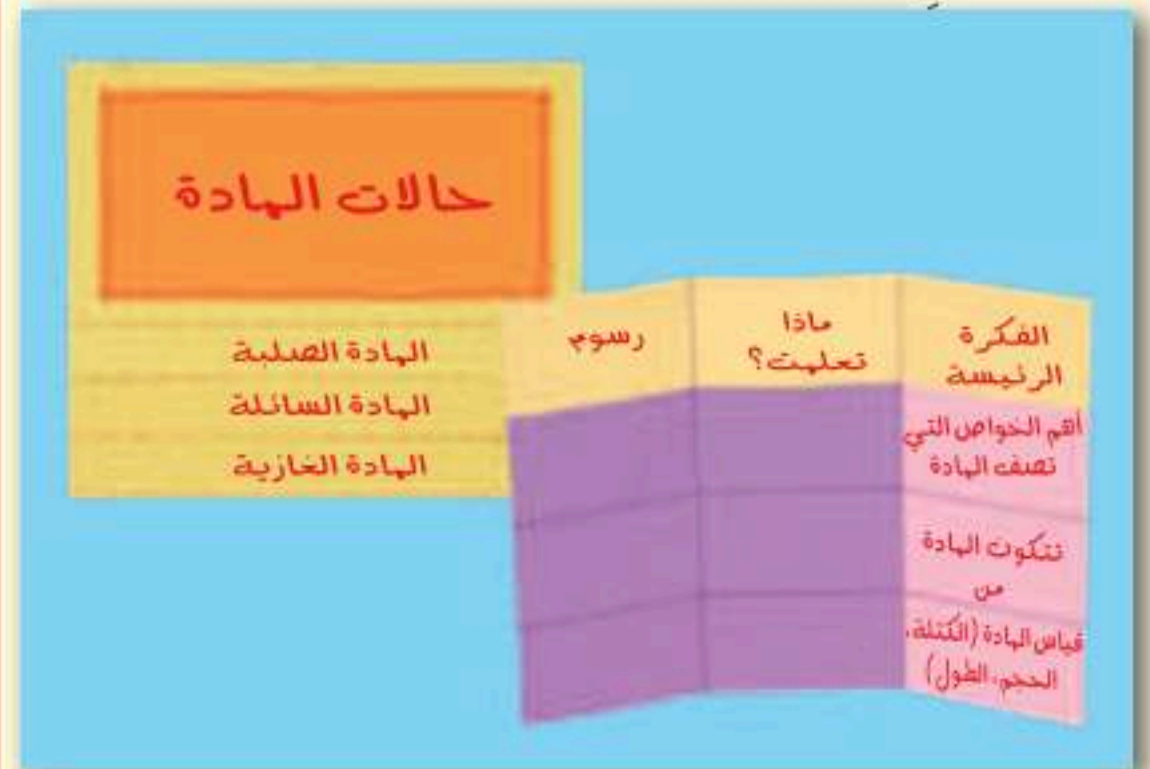 حالات المادة
المادة الصلبة
المادة السائلة
المادة الغازية
الفكرة
الرئيسة
ماذا
تعلمت؟
رسوم
أهم الخواص التي
تصف المادة
تتكون المادة
من
قياس المادة (الكتلة،
الحجم، الطول)